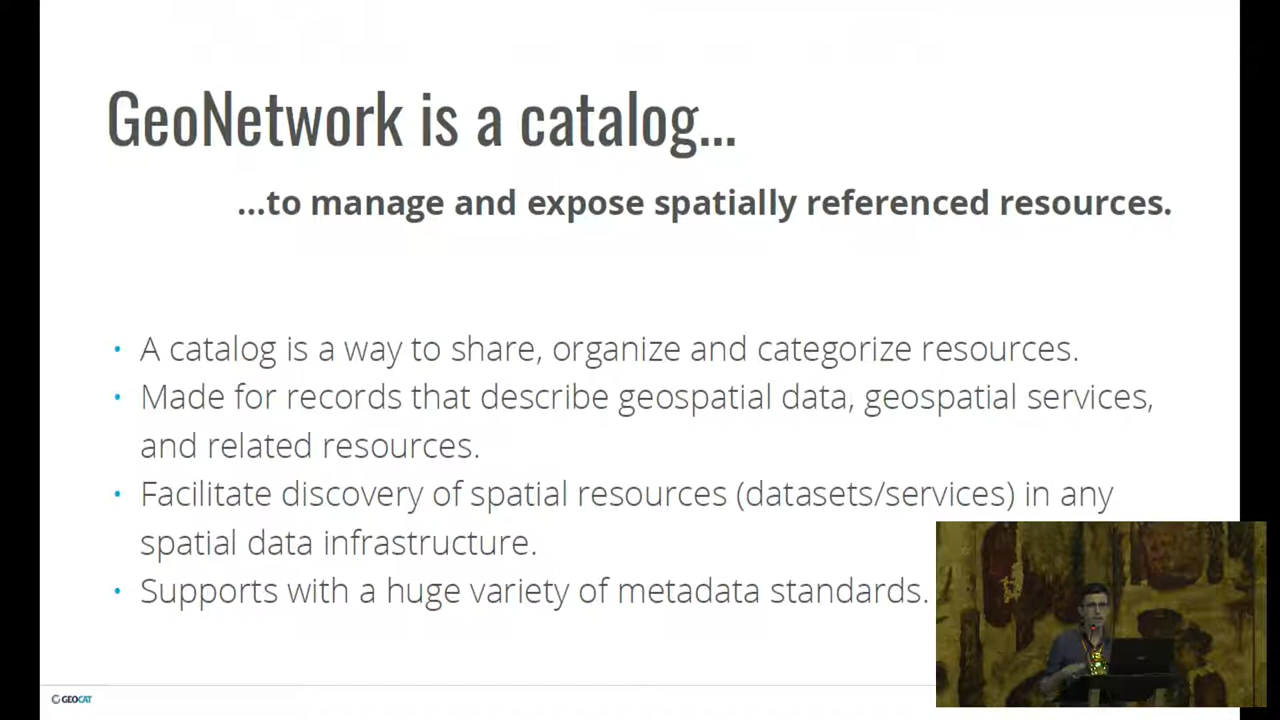 GeoNetwork is a catalog...
...to manage and expose spatially referenced resources.
• A catalog is a way to share, organize and categorize resources.
• Made for records that describe geospatial data, geospatial services,
and related resources.
• Facilitate discovery of spatial resources (datasets/services) in any
spatial data infrastructure.
• Supports with a huge variety of metadata standards.
GEOCAT